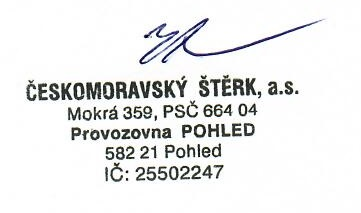 ČESKOMORAVSKÝ ŠTĚRK, a.s.
Mokrá 359, PSČ 664 04
Provozovna POHLED
582 21 Pohled
IČ: 25502247